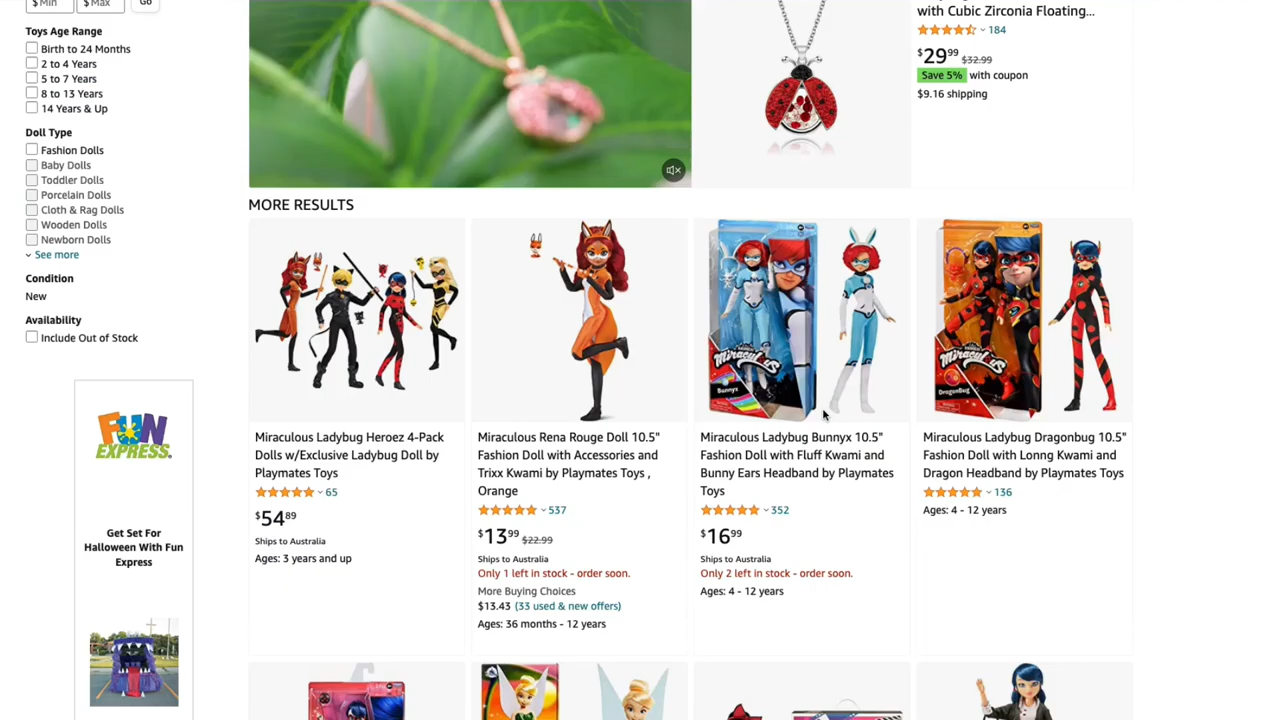 $ Min
$ Max
Go
Toys Age Range
Birth to 24 Months
2 to 4 Years
5 to 7 Years
8 to 13 Years
14 Years & Up
Doll Type
Fashion Dolls
Baby Dolls
Toddler Dolls
Porcelain Dolls
Cloth & Rag Dolls
Wooden Dolls
Newborn Dolls
See more
Condition
New
Availability
Include Out of Stock
FUN
EXPRESS.
Get Set For
Halloween With Fun
Express
with Cubic Zirconia Floating...
184
$2999 $32.99
Save 5% with coupon
$9.16 shipping
MORE RESULTS
Miraculous Ladybug Heroez 4-Pack
Dolls w/Exclusive Ladybug Doll by
Playmates Toys
65
$5489
Ships to Australia
Ages: 3 years and up
Miraculous Rena Rouge Doll 10.5"
Fashion Doll with Accessories and
Trixx Kwami by Playmates Toys ,
Orange
537
$1399 $22.99
Ships to Australia
Only 1 left in stock - order soon.
More Buying Choices
$13.43 (33 used & new offers)
Ages: 36 months - 12 years
Miraculous
Bunnyx
Miraculous Ladybug Bunnyx 10.5"
Fashion Doll with Fluff Kwami and
Bunny Ears Headband by Playmates
Toys
352
$1699
Ships to Australia
Only 2 left in stock - order soon.
Ages: 4 - 12 years
Miraculous
DragonBug
Miraculous Ladybug Dragonbug 10.5"
Fashion Doll with Lonng Kwami and
Dragon Headband by Playmates Toys
136
Ages: 4 - 12 years